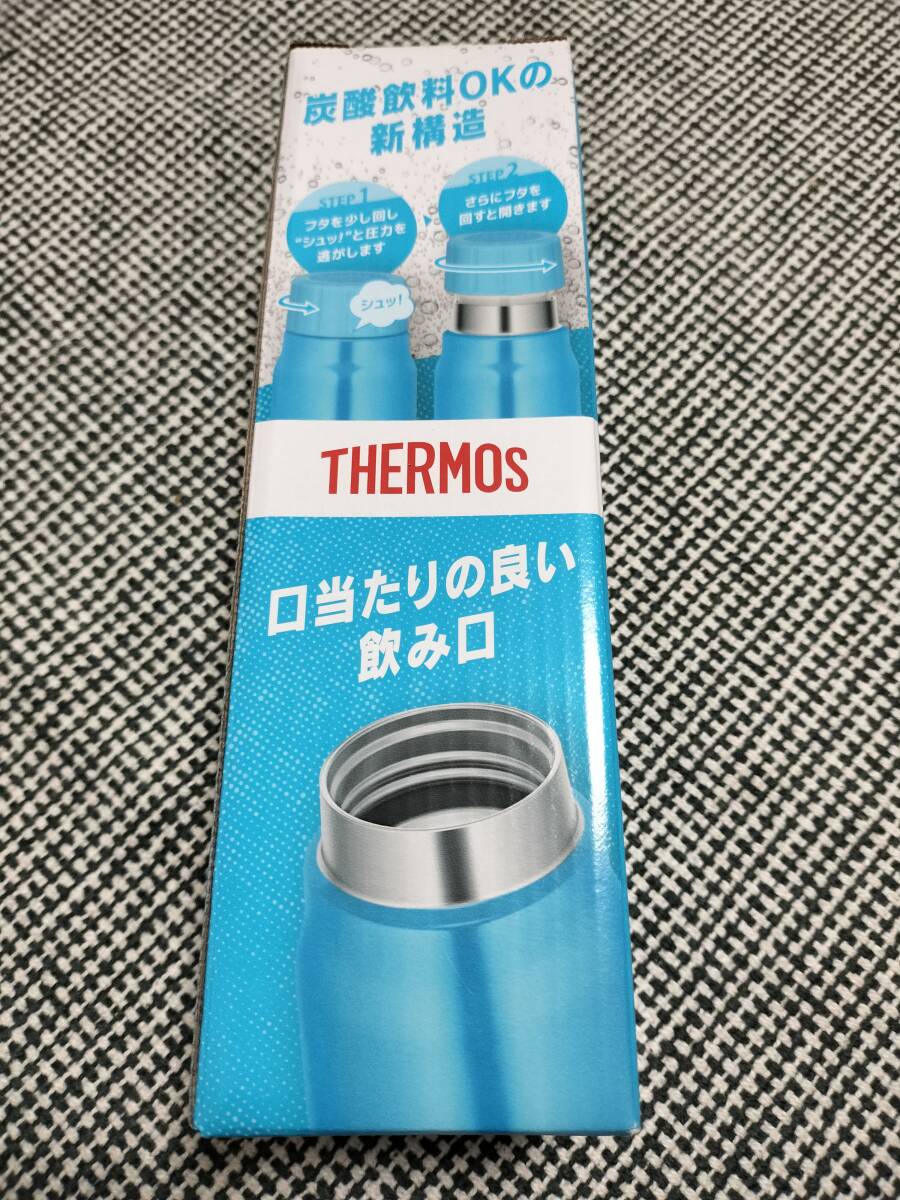 炭酸飲料OKの
新構造
STEP 1
フタを少し回し
“シュッ!”と圧力を
逃がします
シュッ!
STEP 2
さらにフタを
回すと開きます
THERMOS
口当たりの良い
飲み口